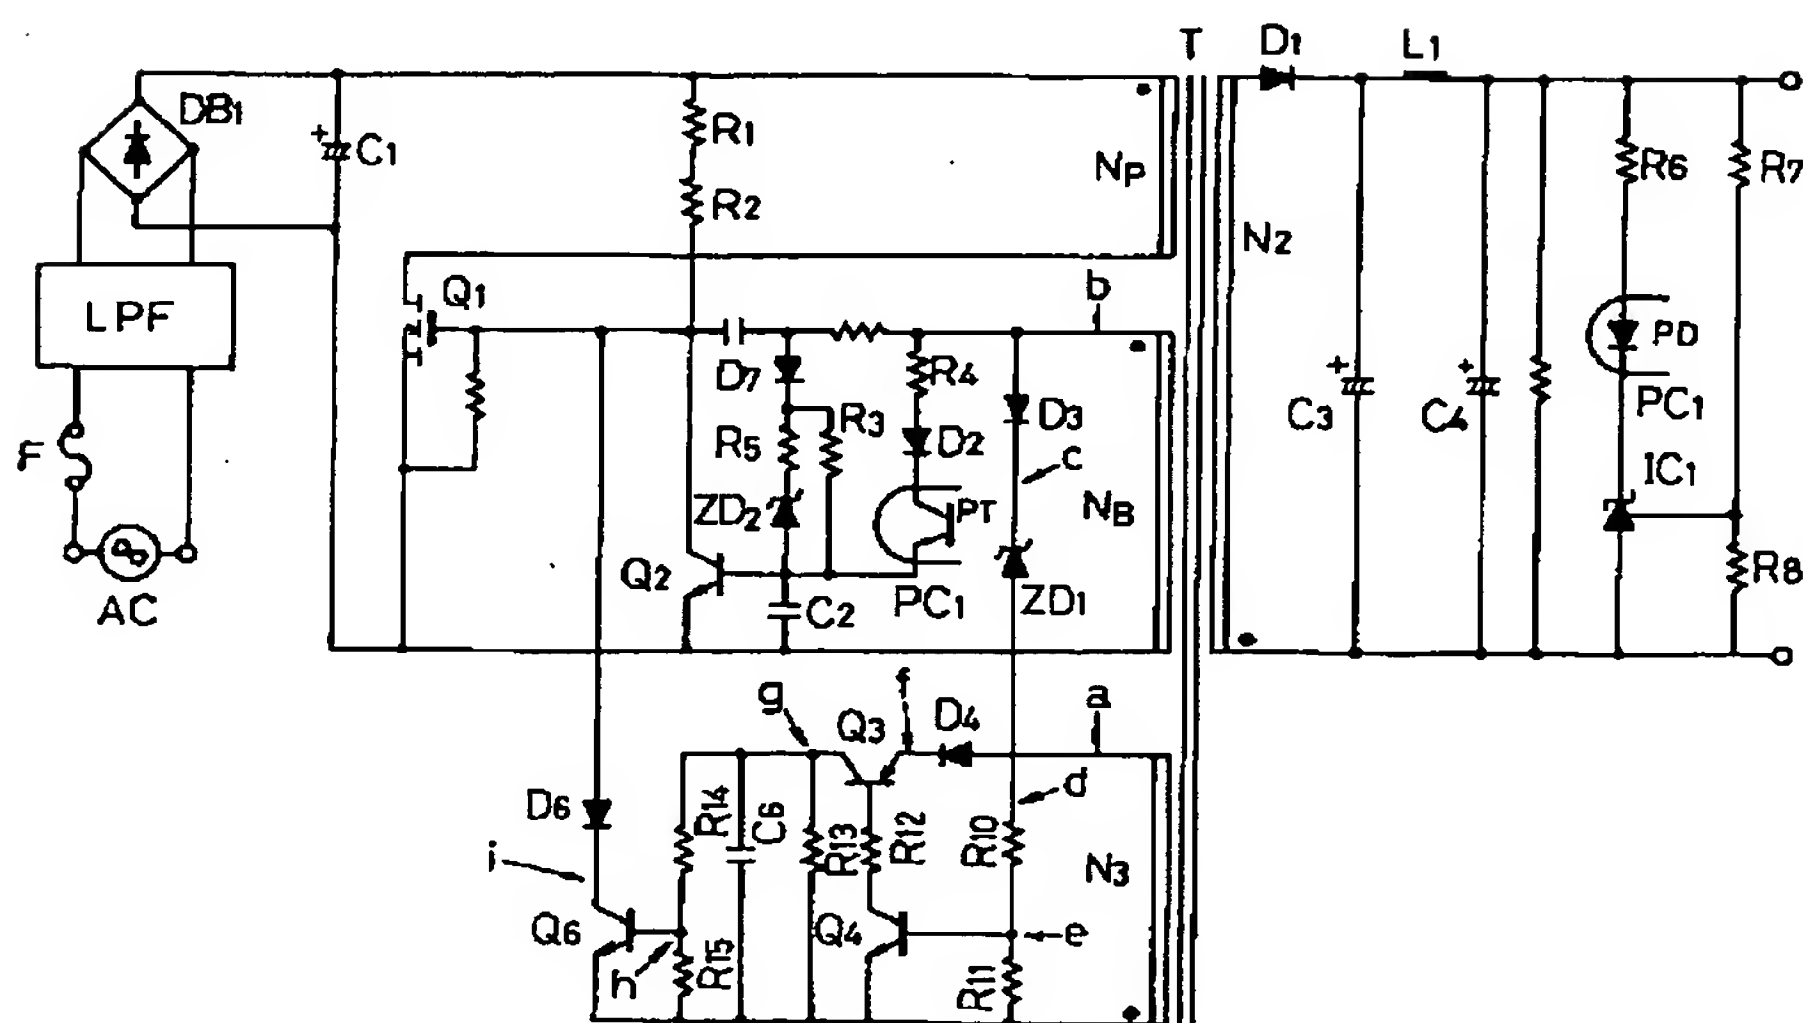 T
D1
L1
DB1
C1
R1
R2
NP
N2
R6
R7
LPF
Q1
b
PD
PC1
D7
R4
D3
R3
R5
D2
c
C3
C4
IC1
F
ZD2
PT
NB
Q2
PC1
ZD1
C2
R8
AC
g
Q3
f
D4
a
d
D6
R14
C6
R13
R12
R10
N3
i
Q6
h
R15
Q4
e
R11